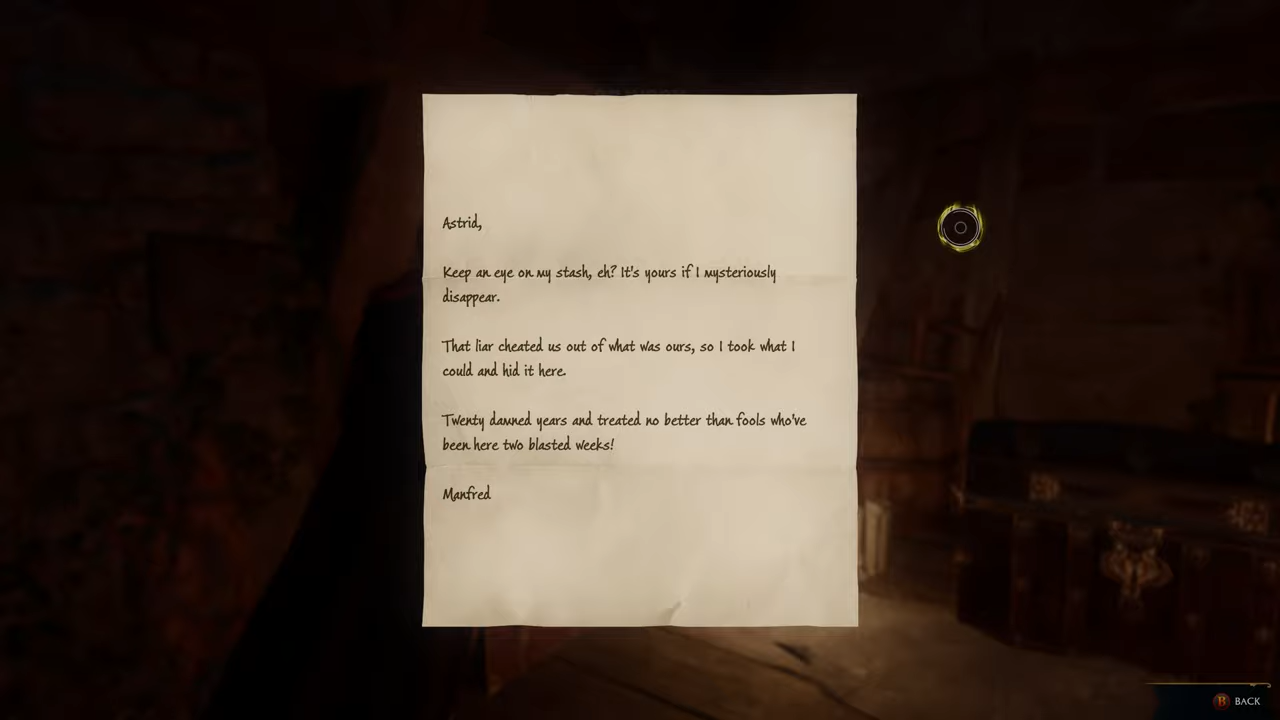 Astrid,
Keep an eye on my stash, eh? It's yours if I mysteriously
disappear.
That liar cheated us out of what was ours, so I took what I
could and hid it here.
Twenty damned years and treated no better than fools who've
been here two blasted weeks!
Manfred
B BACK